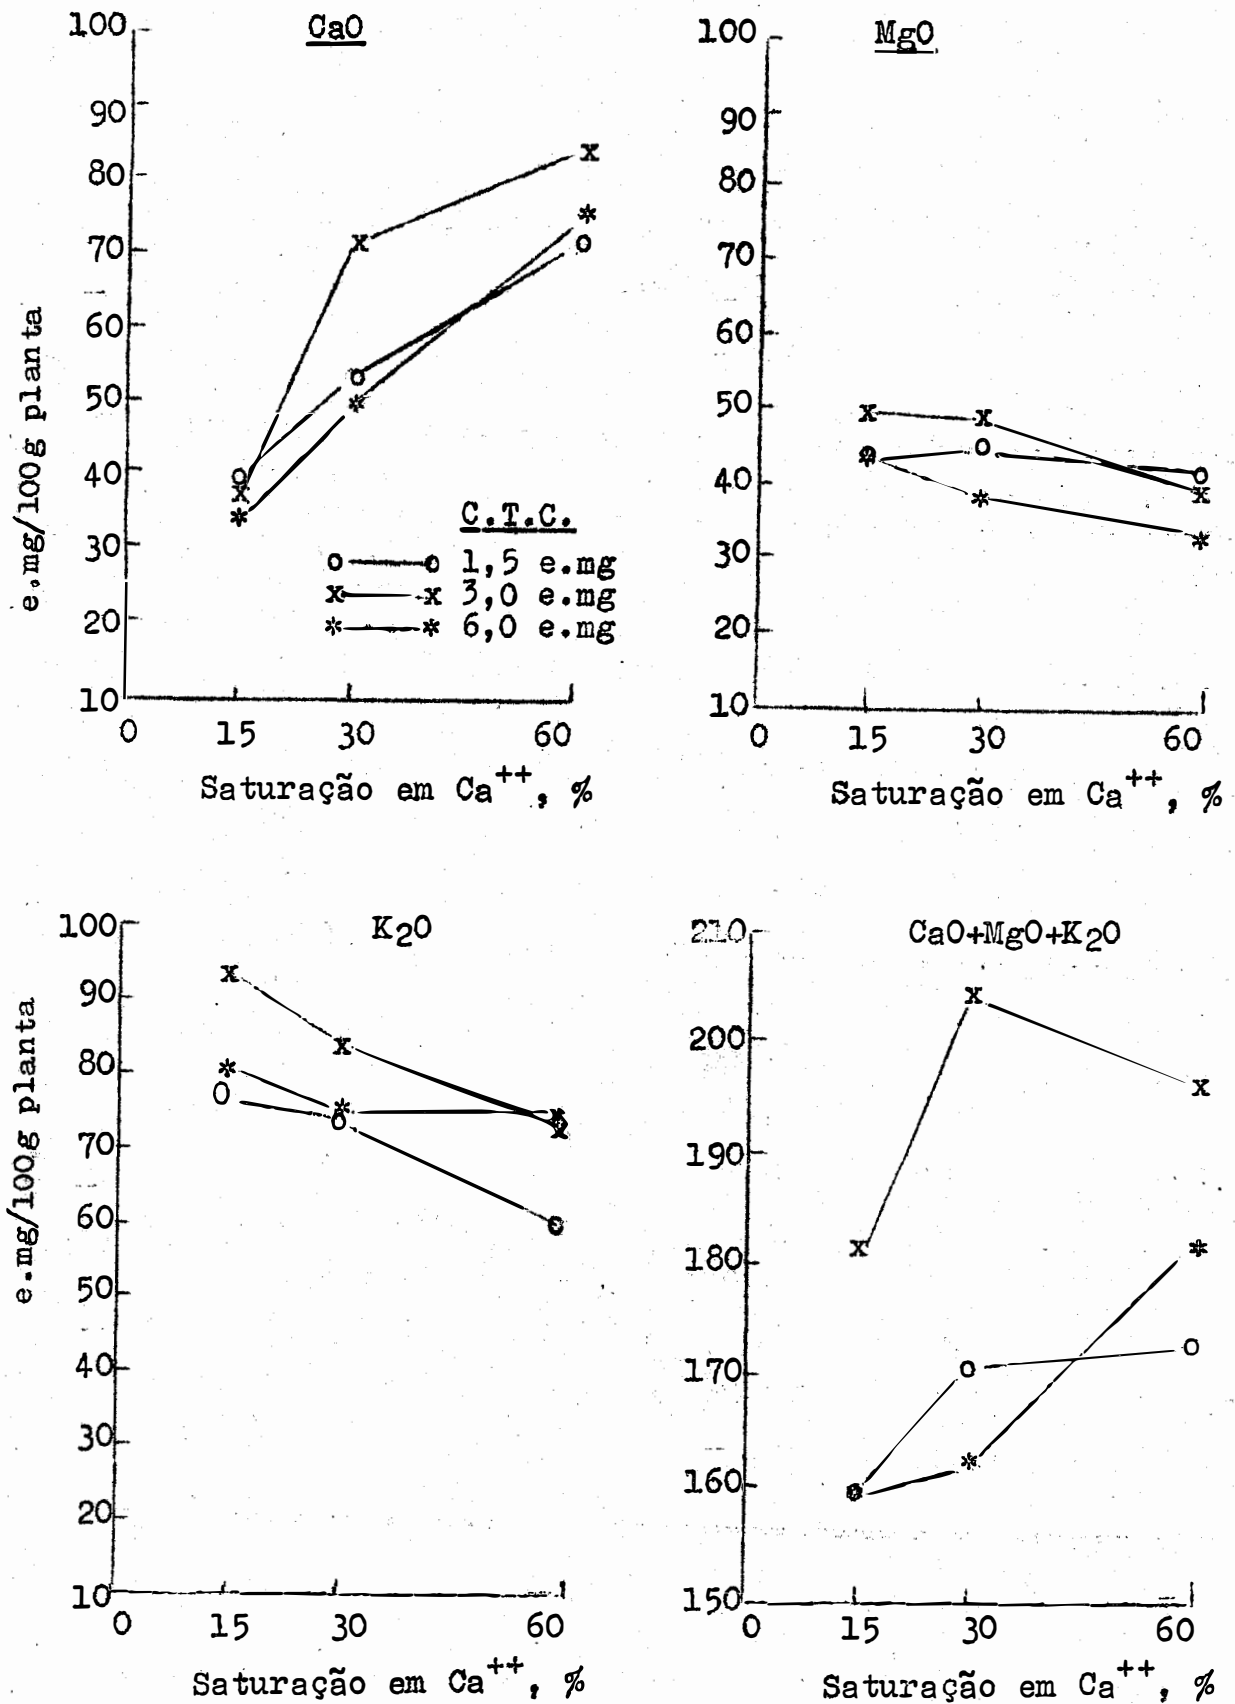 CaO
100
90
80
70
60
50
40
30
20
10
e.mg/100g planta
C.T.C.
o o 1,5 e.mg
x x 3,0 e.mg
* * 6,0 e.mg
0 15 30 60
Saturação em Ca++, %
MgO
100
90
80
70
60
50
40
30
20
10
0 15 30 60
Saturação em Ca++, %
K2O
100
90
80
70
60
50
40
30
20
10
e.mg/100g planta
0 15 30 60
Saturação em Ca++, %
CaO+MgO+K2O
210
200
190
180
170
160
150
0 15 30 60
Saturação em Ca++, %